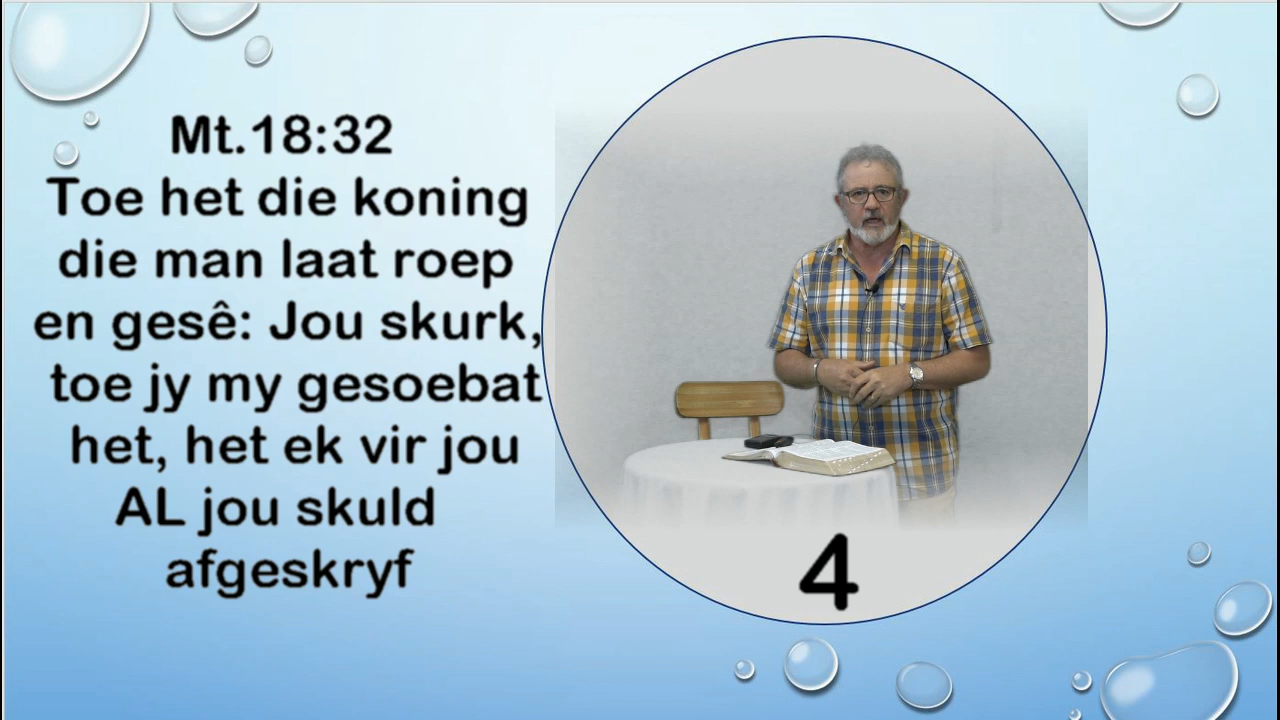 Mt.18:32
Toe het die koning
die man laat roep
en gesê: Jou skurk,
toe jy my gesoebat
het, het ek vir jou
AL jou skuld
afgeskryf
4